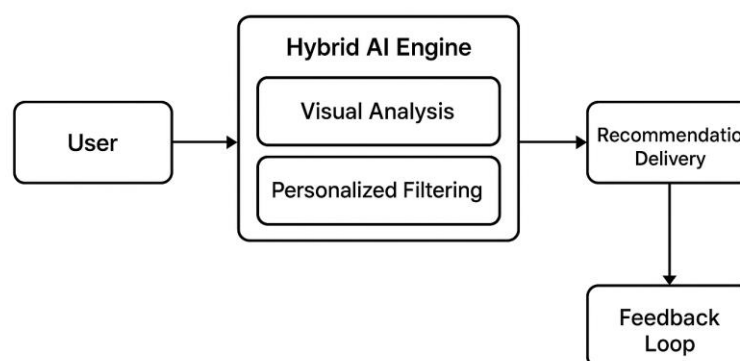 Hybrid AI Engine
User
Visual Analysis
Personalized Filtering
Recommendatio
Delivery
Feedback
Loop